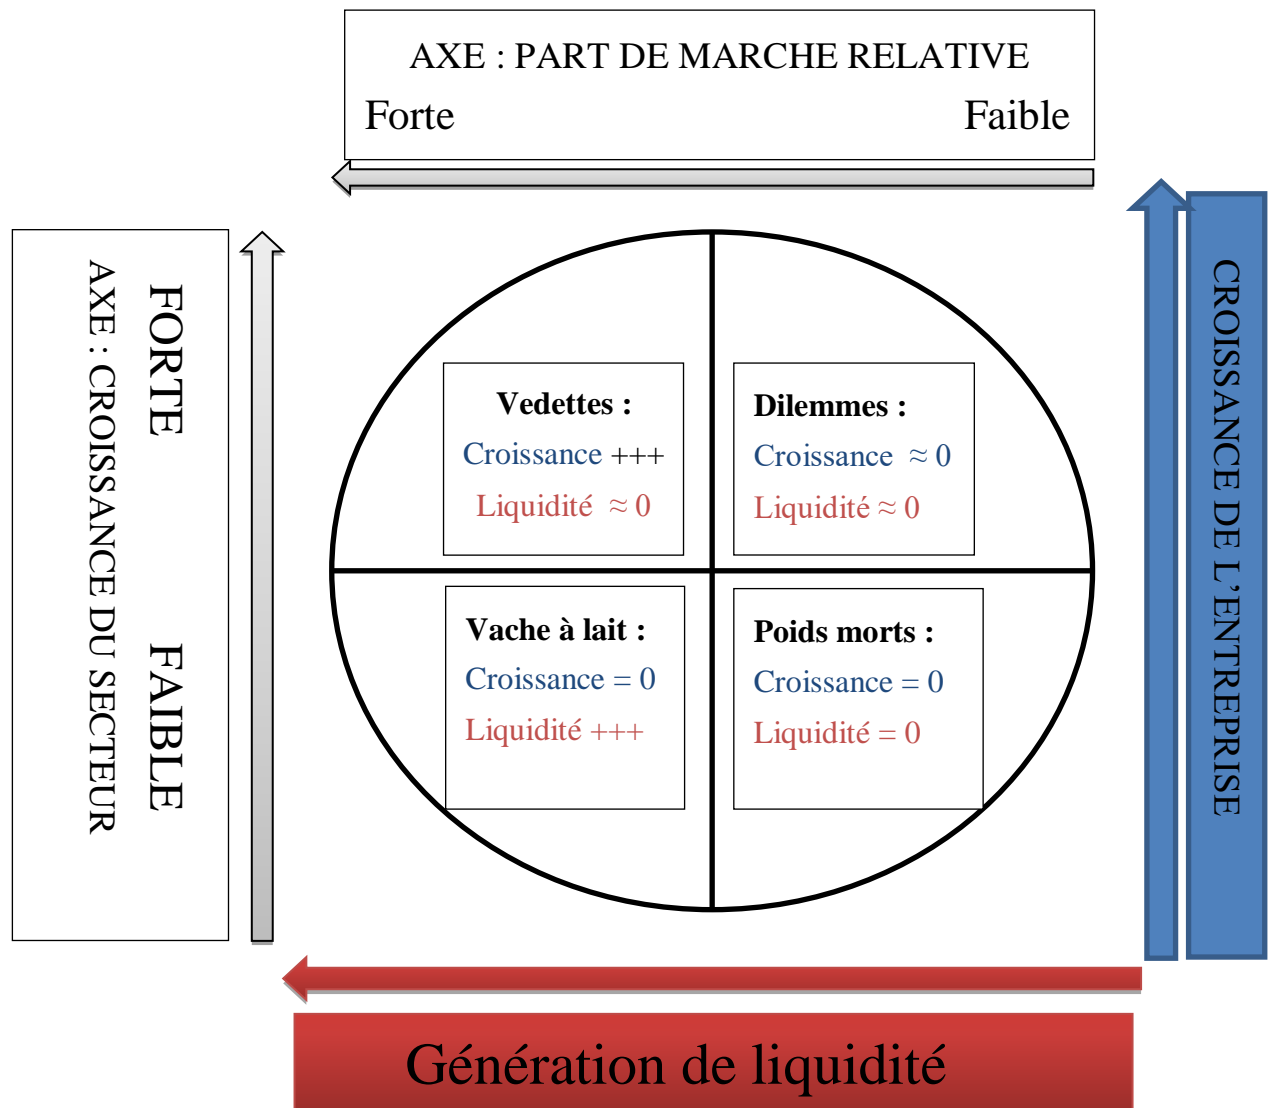 AXE : PART DE MARCHE RELATIVE
Forte Faible
FORTE FAIBLE
AXE : CROISSANCE DU SECTEUR
Vedettes :
Croissance +++
Liquidité ≈ 0
Dilemmes :
Croissance ≈ 0
Liquidité ≈ 0
Vache à lait :
Croissance = 0
Liquidité +++
Poids morts :
Croissance = 0
Liquidité = 0
CROISSANCE DE L’ENTREPRISE
Génération de liquidité